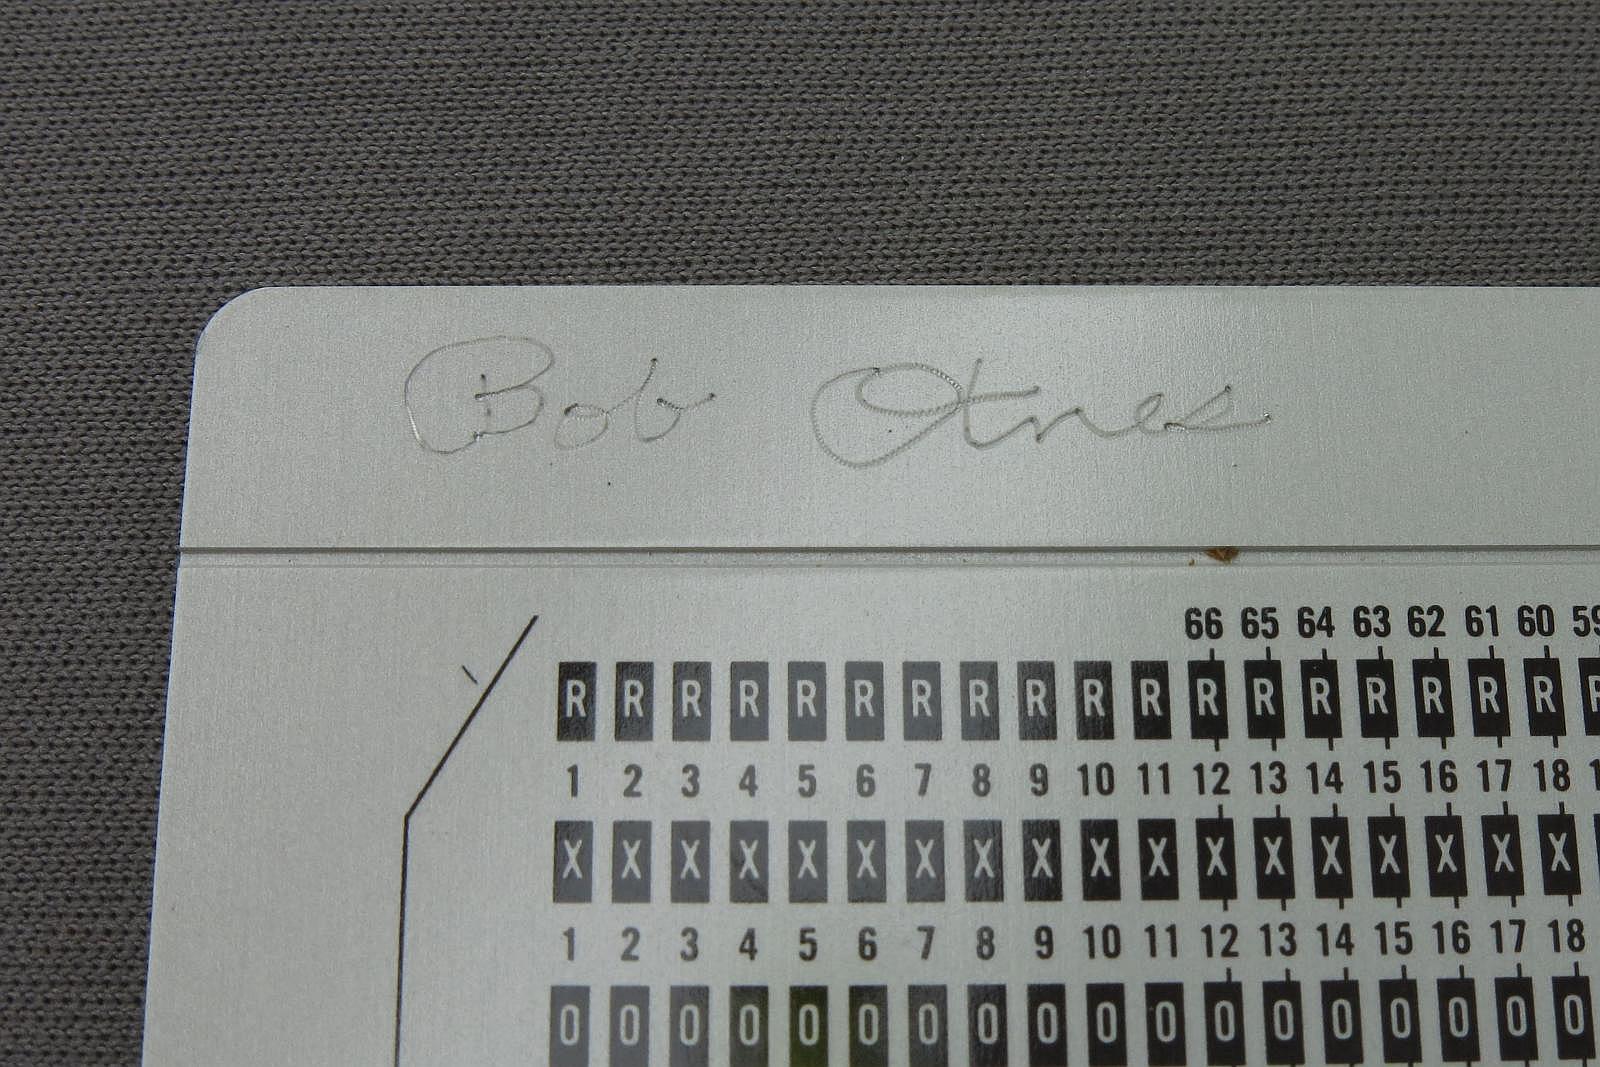 Bob Otnes
66 65 64 63 62 61 60 59
R R R R R R R R R R R R R R R R R R R
1 2 3 4 5 6 7 8 9 10 11 12 13 14 15 16 17 18
X X X X X X X X X X X X X X X X X X
1 2 3 4 5 6 7 8 9 10 11 12 13 14 15 16 17 18
0 0 0 0 0 0 0 0 0 0 0 0 0 0 0 0 0 0